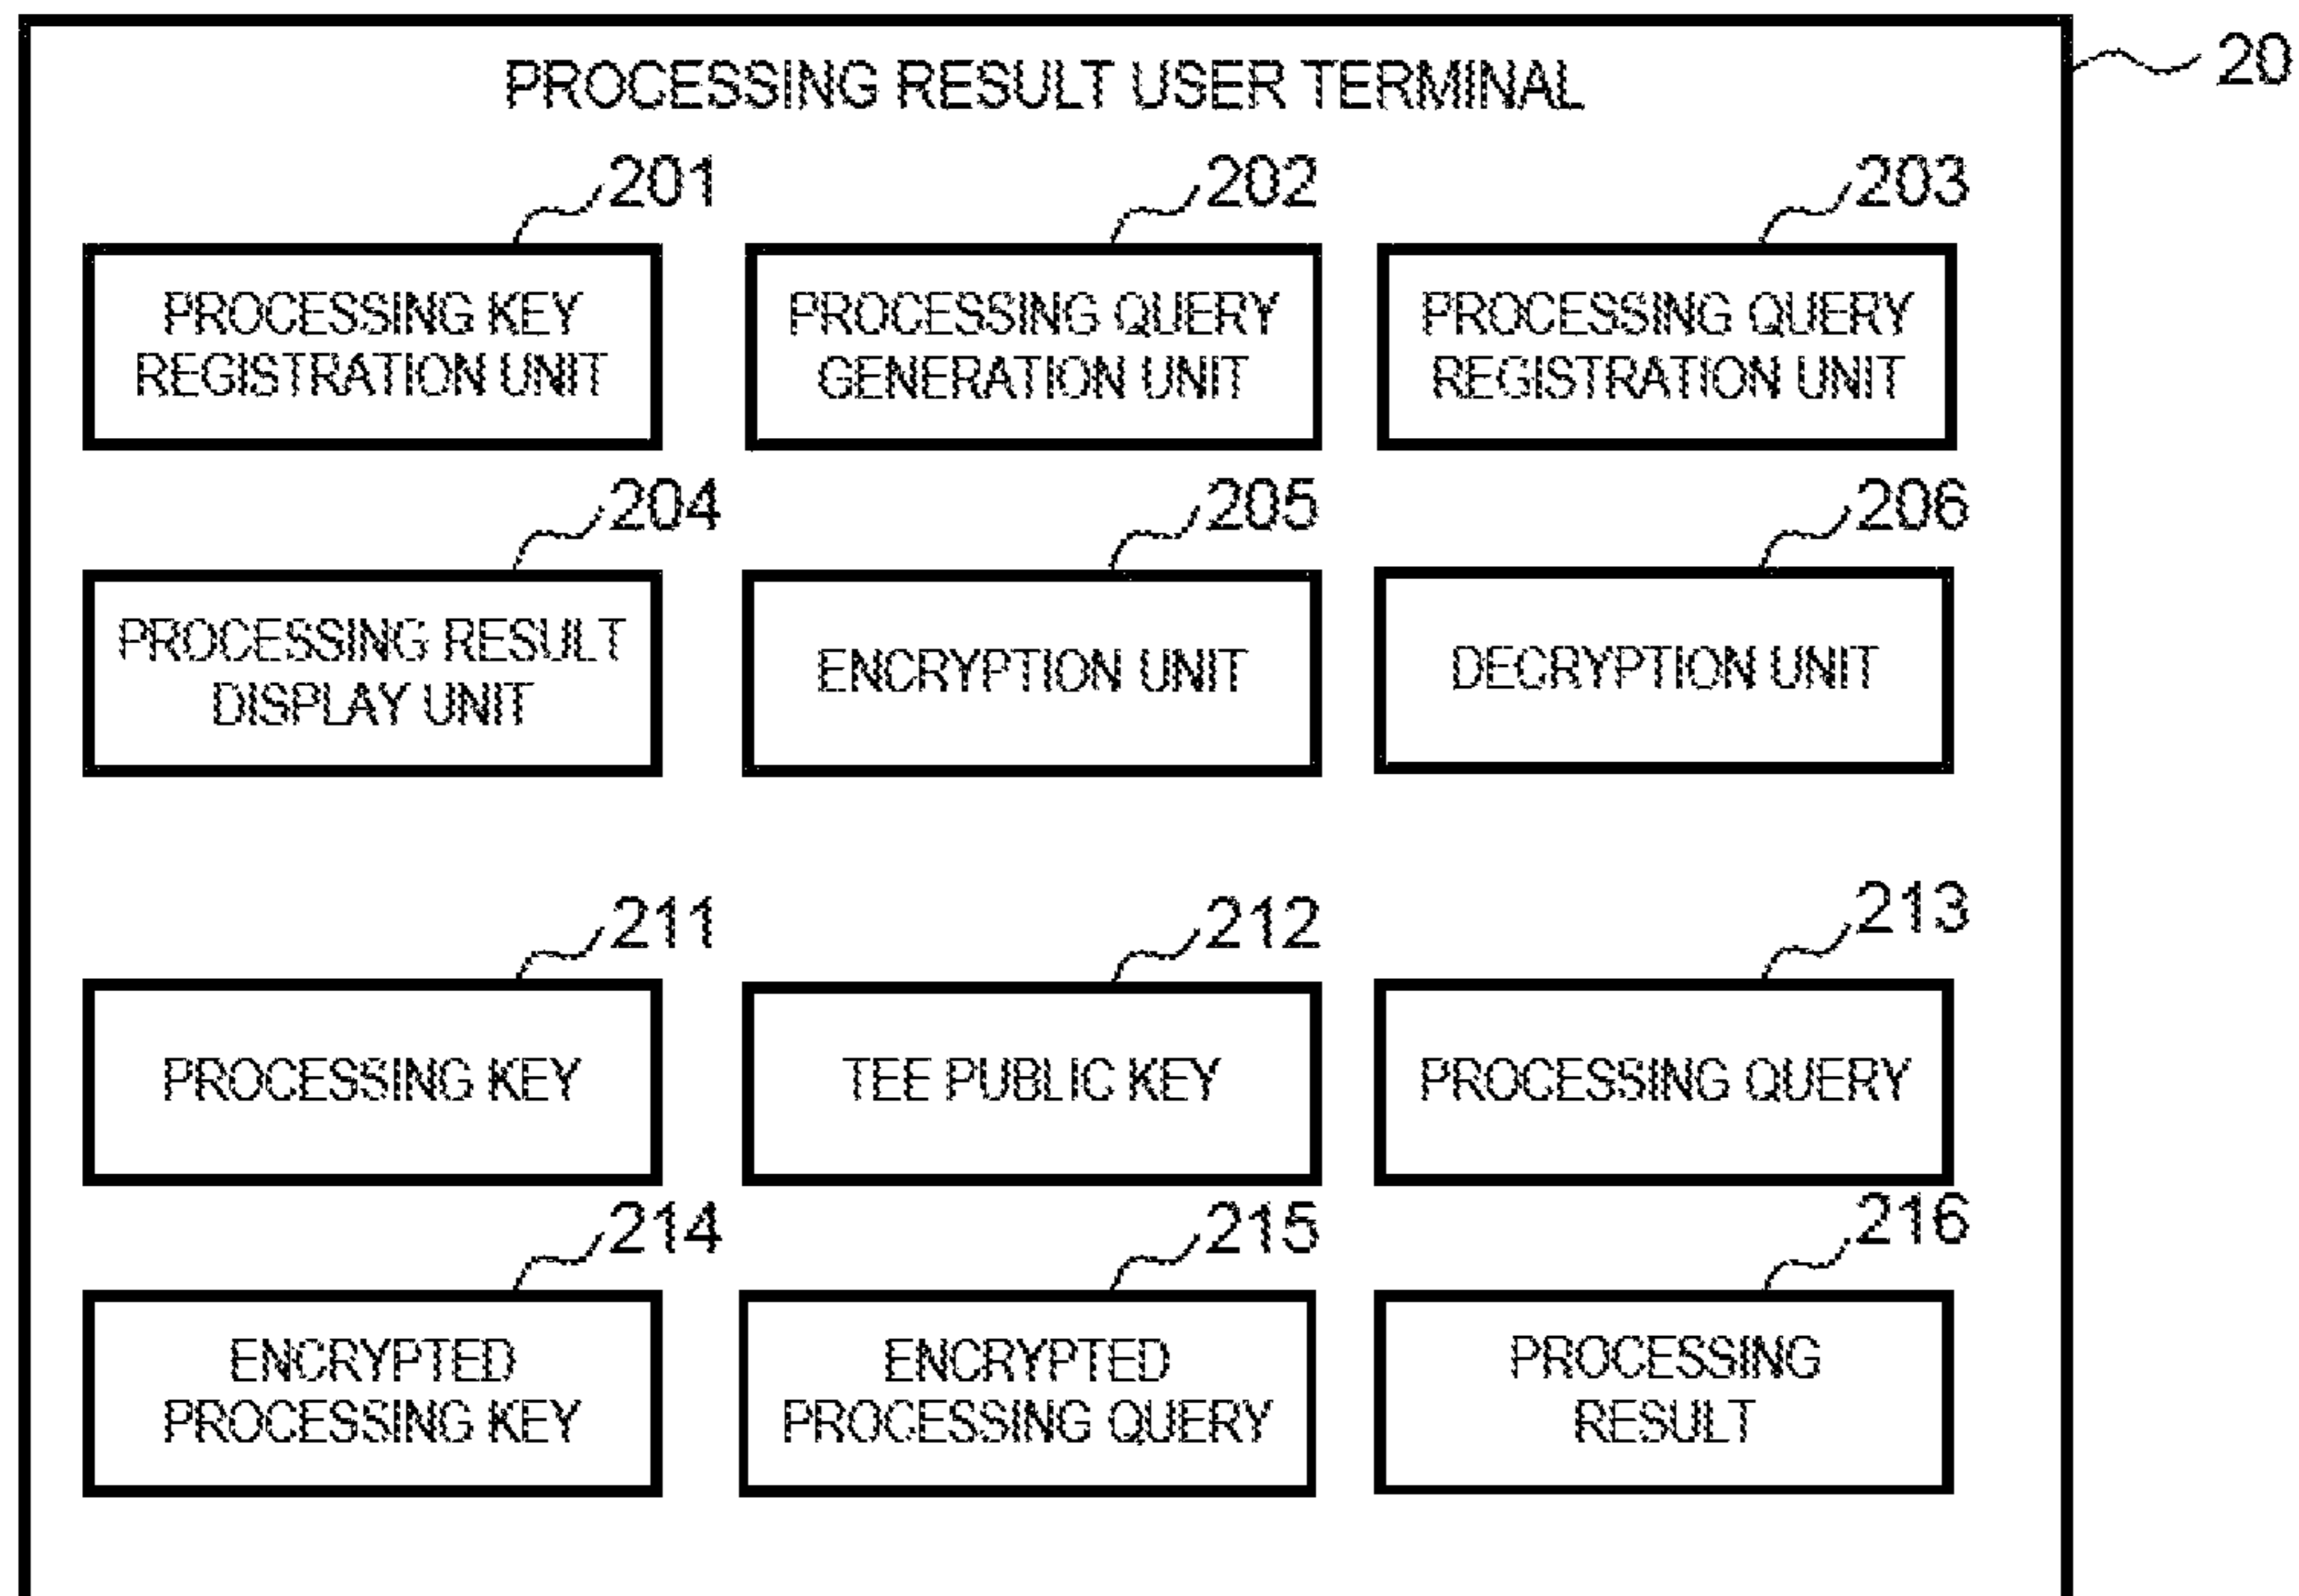 PROCESSING RESULT USER TERMINAL
20
201
202
203
PROCESSING KEY
REGISTRATION UNIT
PROCESSING QUERY
GENERATION UNIT
PROCESSING QUERY
REGISTRATION UNIT
204
205
206
PROCESSING RESULT
DISPLAY UNIT
ENCRYPTION UNIT
DECRYPTION UNIT
211
212
213
PROCESSING KEY
TEE PUBLIC KEY
PROCESSING QUERY
214
215
216
ENCRYPTED
PROCESSING KEY
ENCRYPTED
PROCESSING QUERY
PROCESSING
RESULT